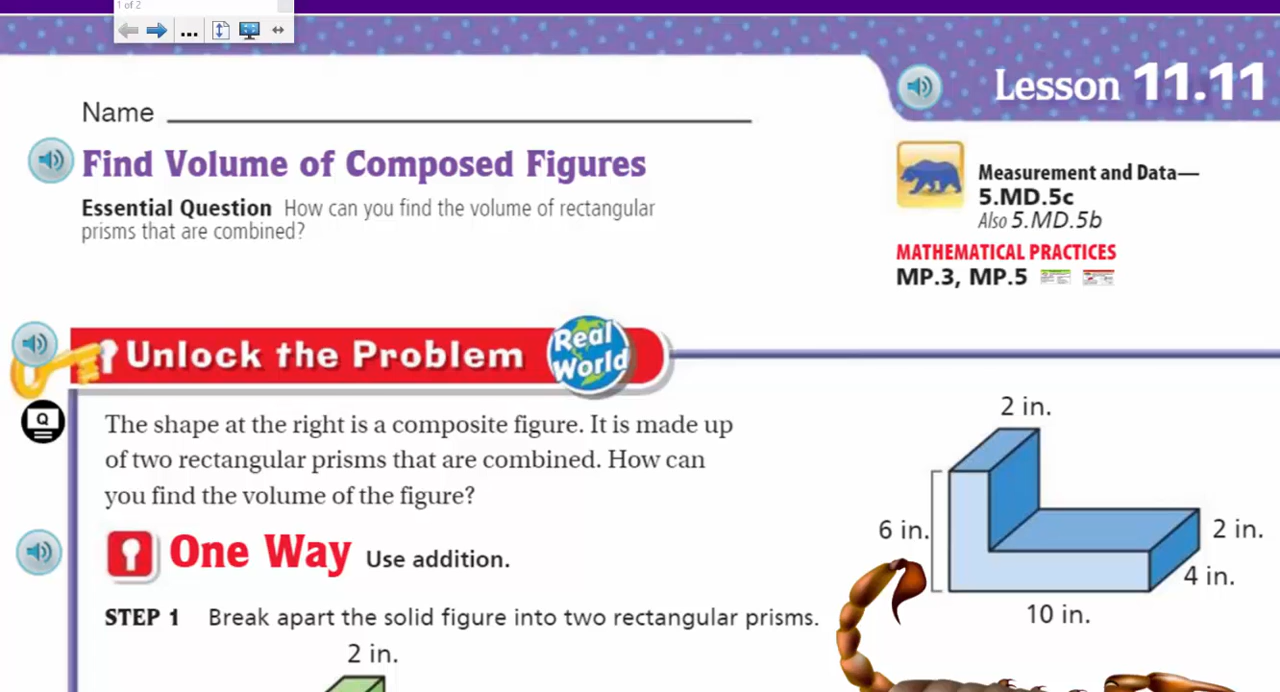 1 of 2
Lesson 11.11
Name
Find Volume of Composed Figures
Essential Question How can you find the volume of rectangular
prisms that are combined?
Measurement and Data—
5.MD.5c
Also 5.MD.5b
MATHEMATICAL PRACTICES
MP.3, MP.5
Unlock the Problem
Real
World
Q
The shape at the right is a composite figure. It is made up
of two rectangular prisms that are combined. How can
you find the volume of the figure?
2 in.
6 in.
2 in.
4 in.
10 in.
One Way Use addition.
STEP 1 Break apart the solid figure into two rectangular prisms.
2 in.